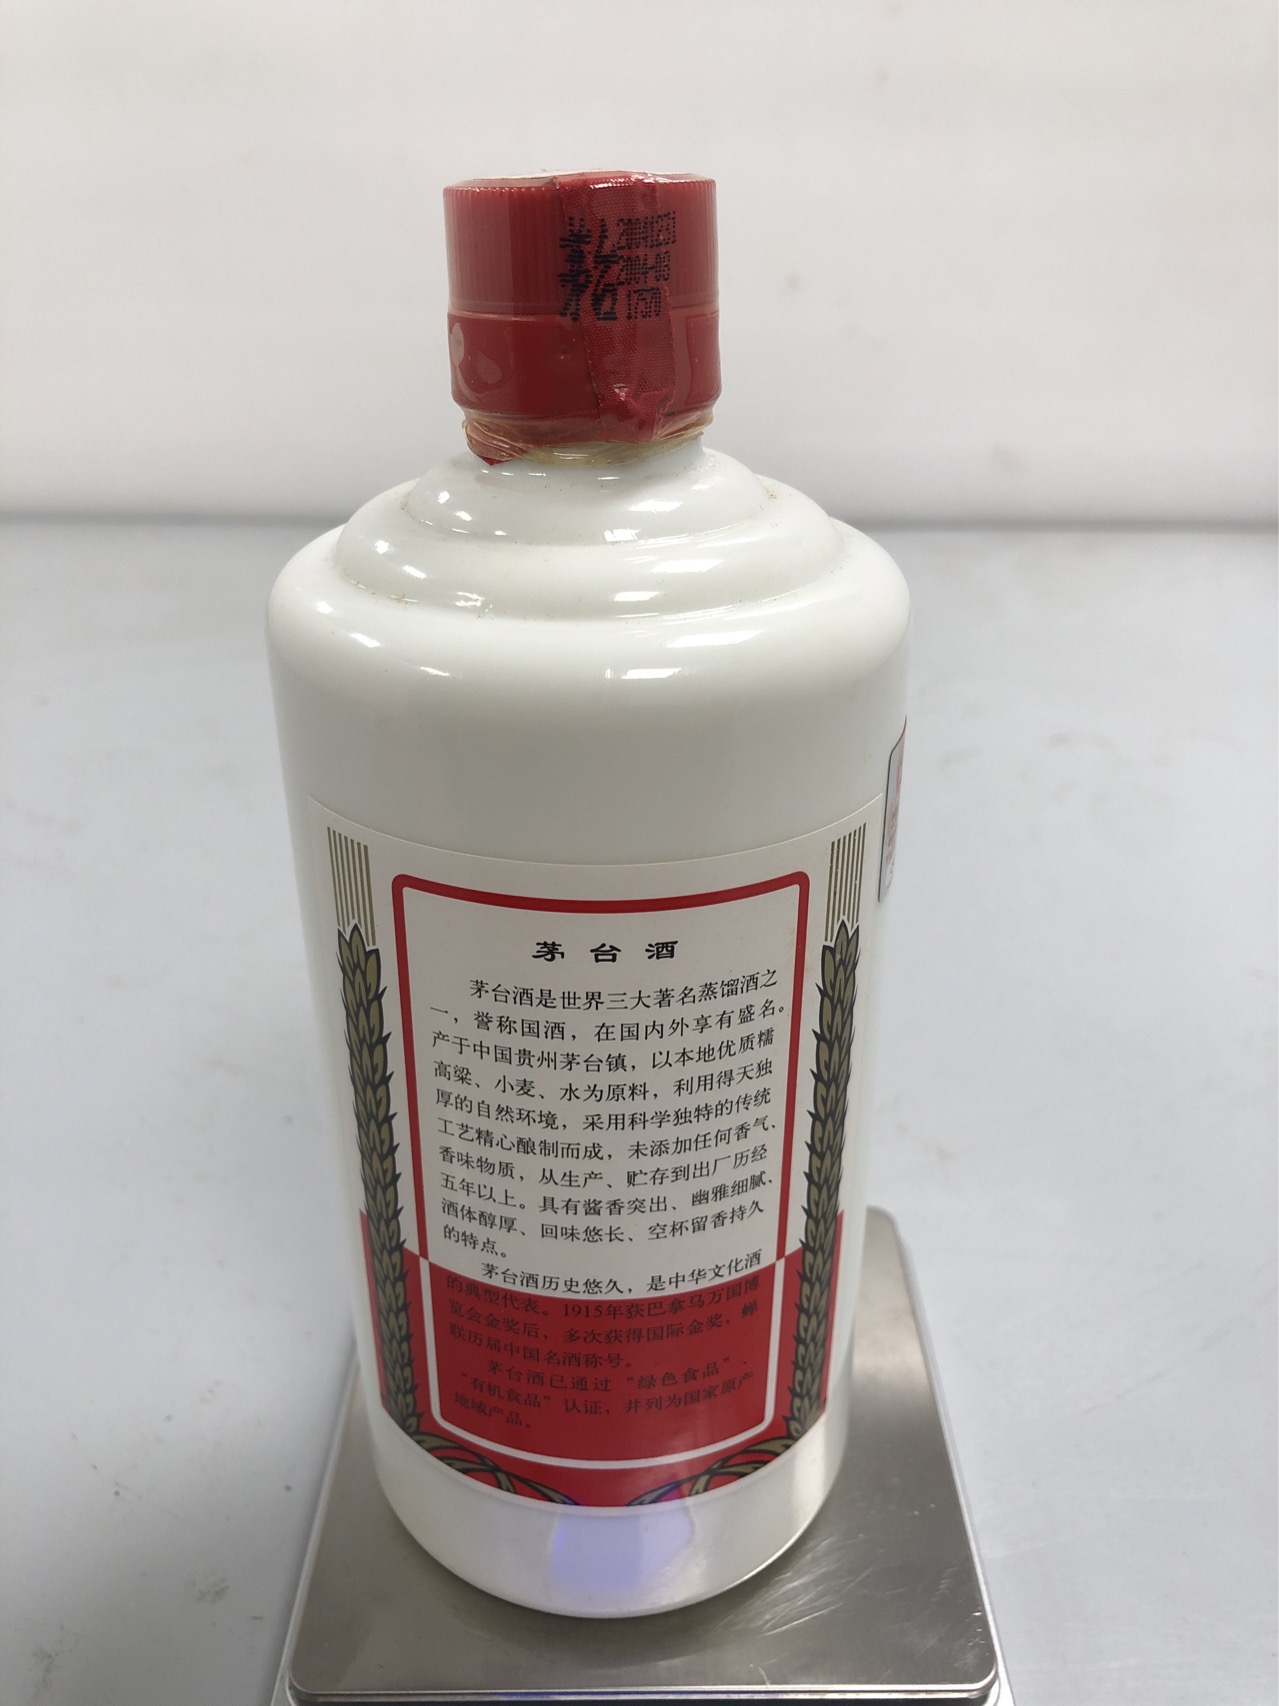 茅台
20041231
2004-03
17570
茅台酒
茅台酒是世界三大著名蒸馏酒之
一，誉称国酒，在国内外享有盛名。
产于中国贵州茅台镇，以本地优质糯
高粱、小麦、水为原料，利用得天独
厚的自然环境，采用科学独特的传统
工艺精心酿制而成，未添加任何香气、
香味物质，从生产、贮存到出厂历经
五年以上。具有酱香突出、幽雅细腻、
酒体醇厚、回味悠长、空杯留香持久
的特点。
茅台酒历史悠久，是中华文化酒
的典型代表。1915年获巴拿马万国博
览会金奖后，多次获得国际金奖，蝉
联历届中国名酒称号。
茅台酒已通过“绿色食品”、
“有机食品”认证，并列为国家原产
地域产品。